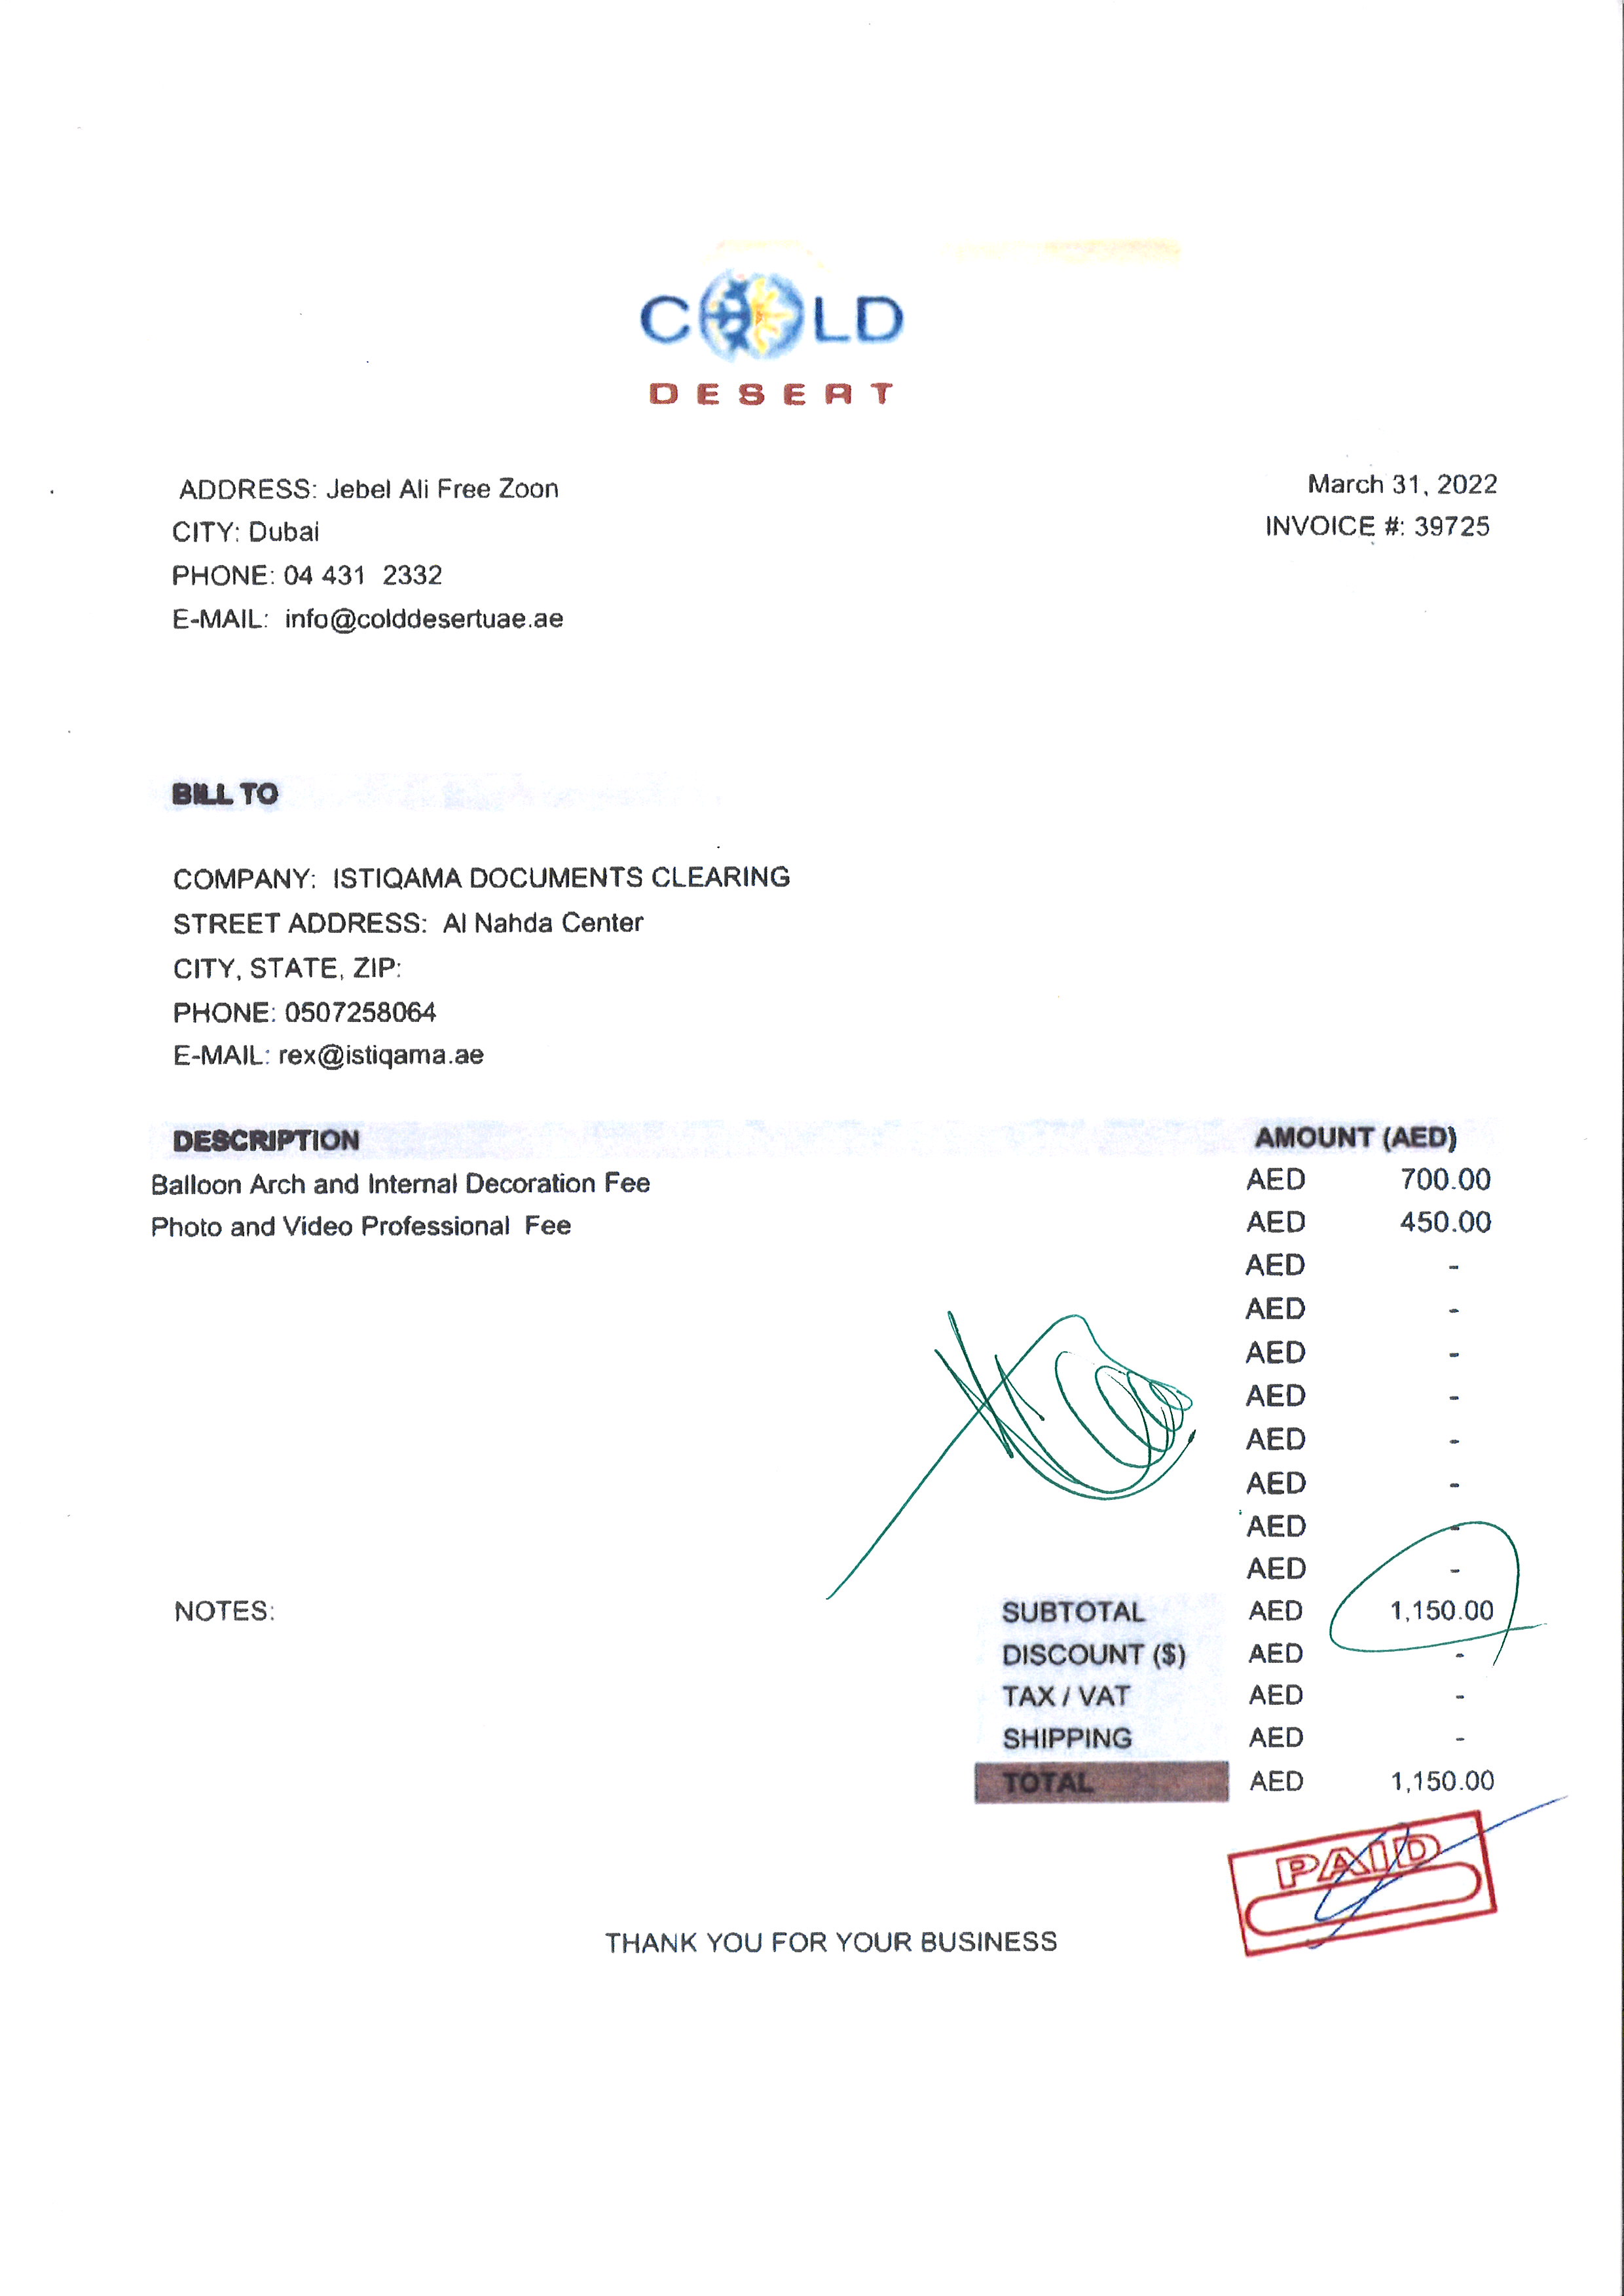 COLD
DESERT
ADDRESS: Jebel Ali Free Zoon
CITY: Dubai
PHONE: 04 431 2332
E-MAIL: info@colddesertuae.ae
March 31, 2022
INVOICE #: 39725
BILL TO
COMPANY: ISTIQAMA DOCUMENTS CLEARING
STREET ADDRESS: Al Nahda Center
CITY, STATE, ZIP:
PHONE: 0507258064
E-MAIL: rex@istiqama.ae
DESCRIPTION AMOUNT (AED)
Balloon Arch and Internal Decoration Fee AED 700.00
Photo and Video Professional Fee AED 450.00
AED -
AED -
AED -
AED -
AED -
AED -
AED -
AED -
NOTES: SUBTOTAL AED 1,150.00
DISCOUNT ($) AED -
TAX / VAT AED -
SHIPPING AED -
TOTAL AED 1,150.00
PAID
THANK YOU FOR YOUR BUSINESS